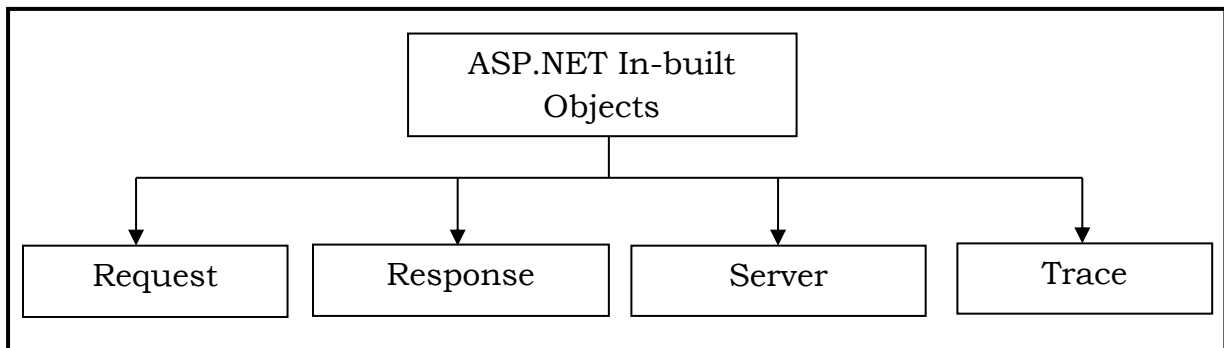 ASP.NET In-built
Objects
Request
Response
Server
Trace